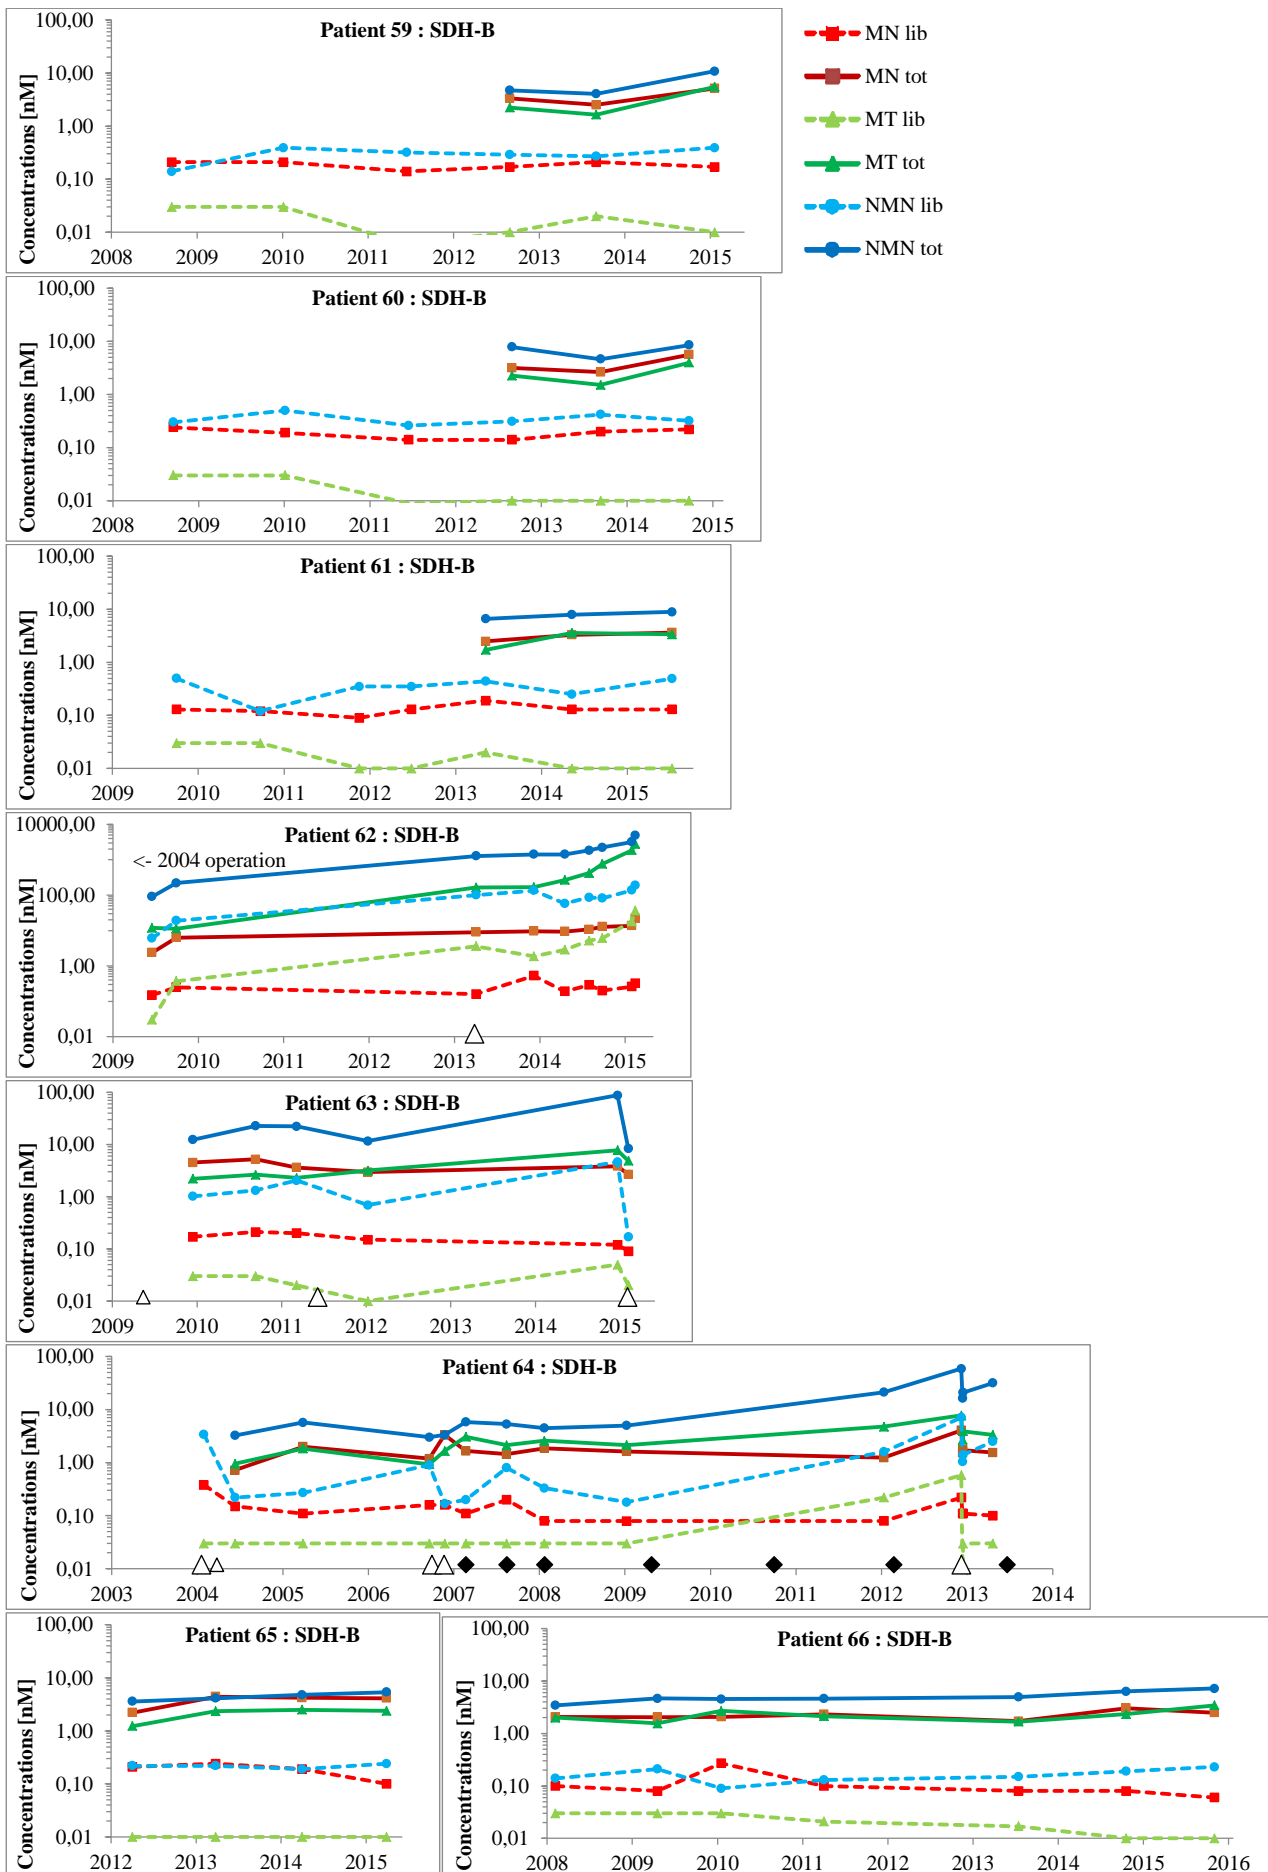 Patient 59 : SDH-B
Concentrations [nM]
100,00
10,00
1,00
0,10
0,01
2008 2009 2010 2011 2012 2013 2014 2015
MN lib
MN tot
MT lib
MT tot
NMN lib
NMN tot
Patient 60 : SDH-B
Concentrations [nM]
100,00
10,00
1,00
0,10
0,01
2008 2009 2010 2011 2012 2013 2014 2015
Patient 61 : SDH-B
Concentrations [nM]
100,00
10,00
1,00
0,10
0,01
2009 2010 2011 2012 2013 2014 2015
Patient 62 : SDH-B
Concentrations [nM]
10000,00
<- 2004 operation
100,00
1,00
0,01
2009 2010 2011 2012 2013 2014 2015
Patient 63 : SDH-B
Concentrations [nM]
100,00
10,00
1,00
0,10
0,01
2009 2010 2011 2012 2013 2014 2015
Patient 64 : SDH-B
Concentrations [nM]
100,00
10,00
1,00
0,10
0,01
2003 2004 2005 2006 2007 2008 2009 2010 2011 2012 2013 2014
Patient 65 : SDH-B
Concentrations [nM]
100,00
10,00
1,00
0,10
0,01
2012 2013 2014 2015
Patient 66 : SDH-B
Concentrations [nM]
100,00
10,00
1,00
0,10
0,01
2008 2009 2010 2011 2012 2013 2014 2015 2016